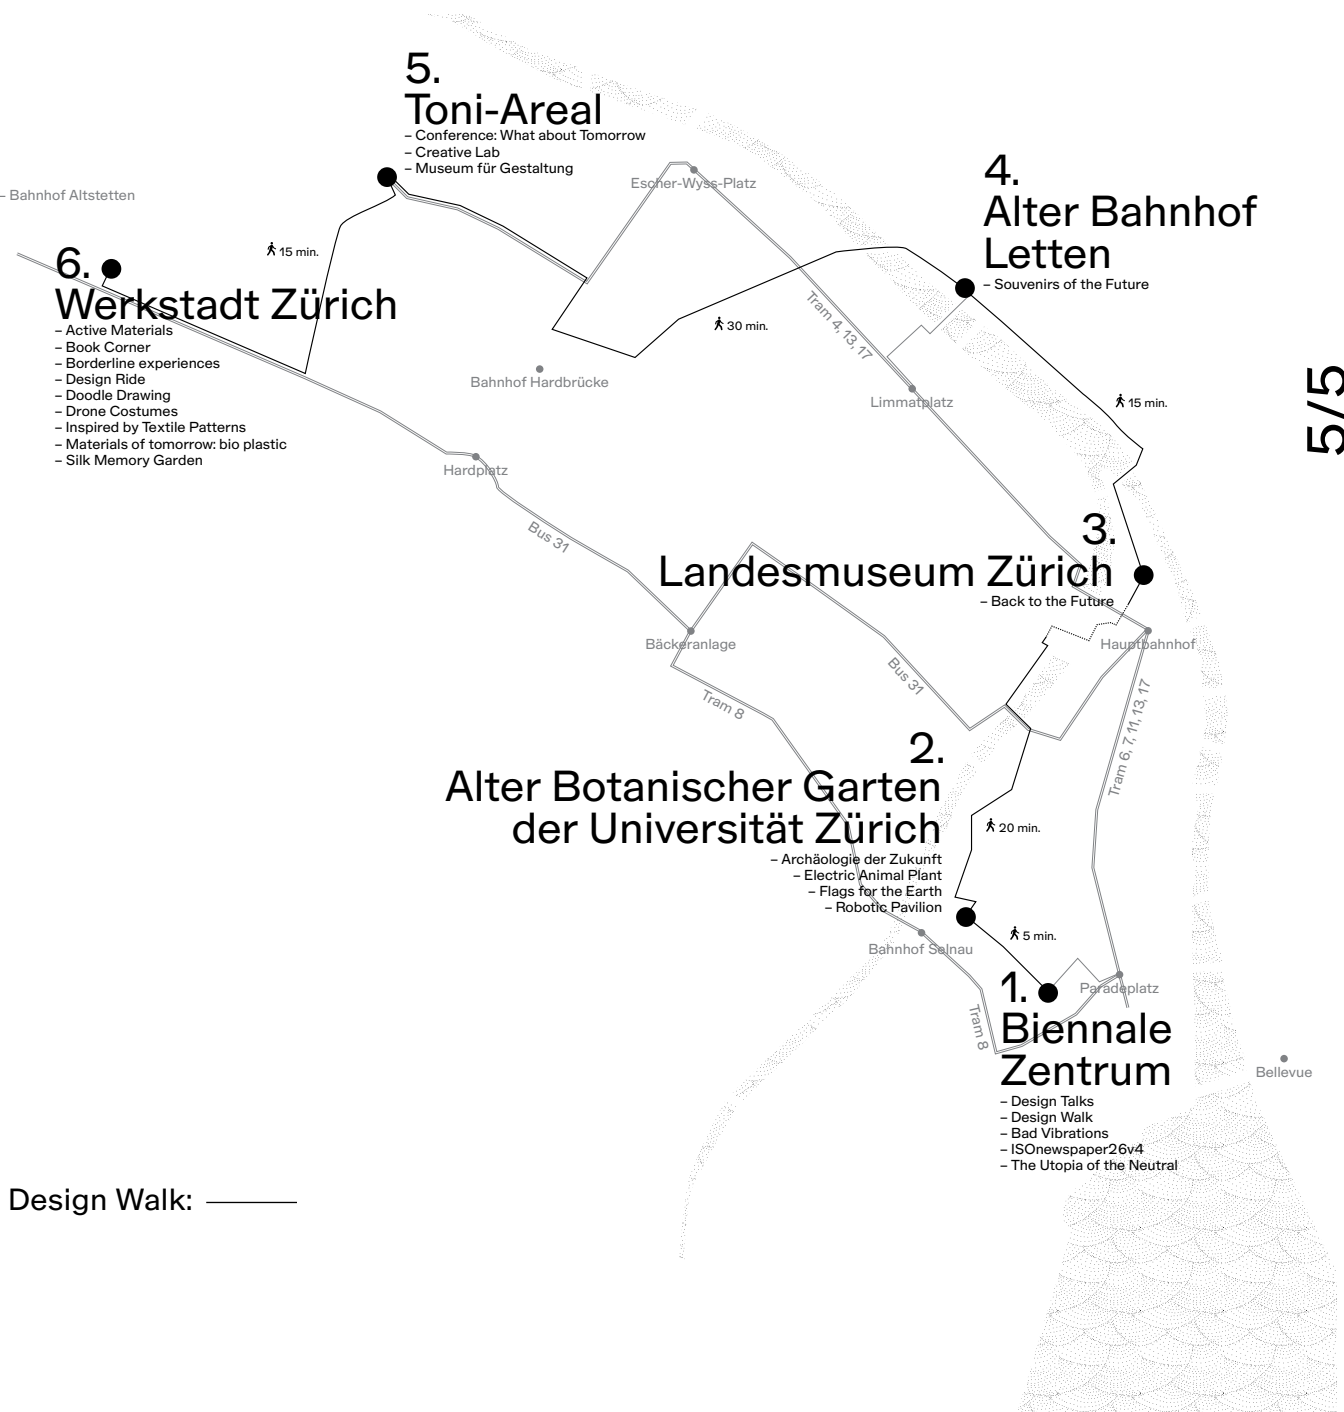 5.
Toni-Areal
– Conference: What about Tomorrow
– Creative Lab
– Museum für Gestaltung
Escher-Wyss-Platz
4.
Alter Bahnhof
Letten
– Souvenirs of the Future
– Bahnhof Altstetten
15 min.
6.
Werkstadt Zürich
– Active Materials
– Book Corner
– Borderline experiences
– Design Ride
– Doodle Drawing
– Drone Costumes
– Inspired by Textile Patterns
– Materials of tomorrow: bio plastic
– Silk Memory Garden
30 min.
Tram 4, 13, 17
Bahnhof Hardbrücke
Limmatplatz
15 min.
5/5
Hardplatz
Bus 31
3.
Landesmuseum Zürich
– Back to the Future
Bäckeranlage
Hauptbahnhof
Bus 31
Tram 8
Tram 6, 7, 11, 13, 17
2.
Alter Botanischer Garten
der Universität Zürich
– Archäologie der Zukunft
– Electric Animal Plant
– Flags for the Earth
– Robotic Pavilion
20 min.
Bahnhof Selnau
5 min.
Paradeplatz
Tram 8
1.
Biennale
Zentrum
– Design Talks
– Design Walk
– Bad Vibrations
– ISOnewspaper26v4
– The Utopia of the Neutral
Bellevue
Design Walk: